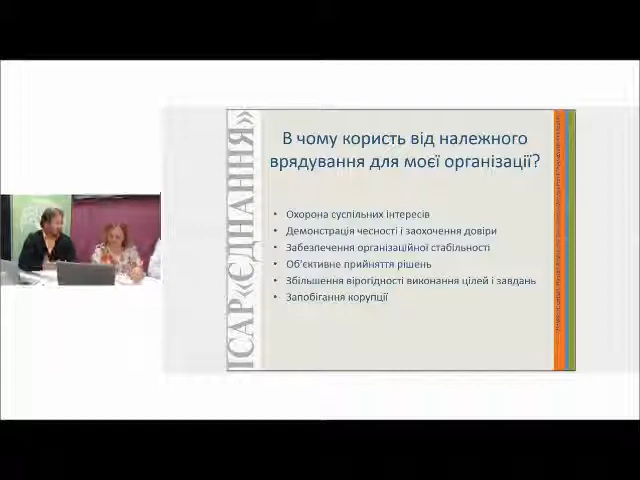 ІСАР«ЄДНАННЯ»
В чому користь від належного
врядування для моєї організації?
• Охорона суспільних інтересів
• Демонстрація чесності і заохочення довіри
• Забезпечення організаційної стабільності
• Об'єктивне прийняття рішень
• Збільшення вірогідності виконання цілей і завдань
• Запобігання корупції